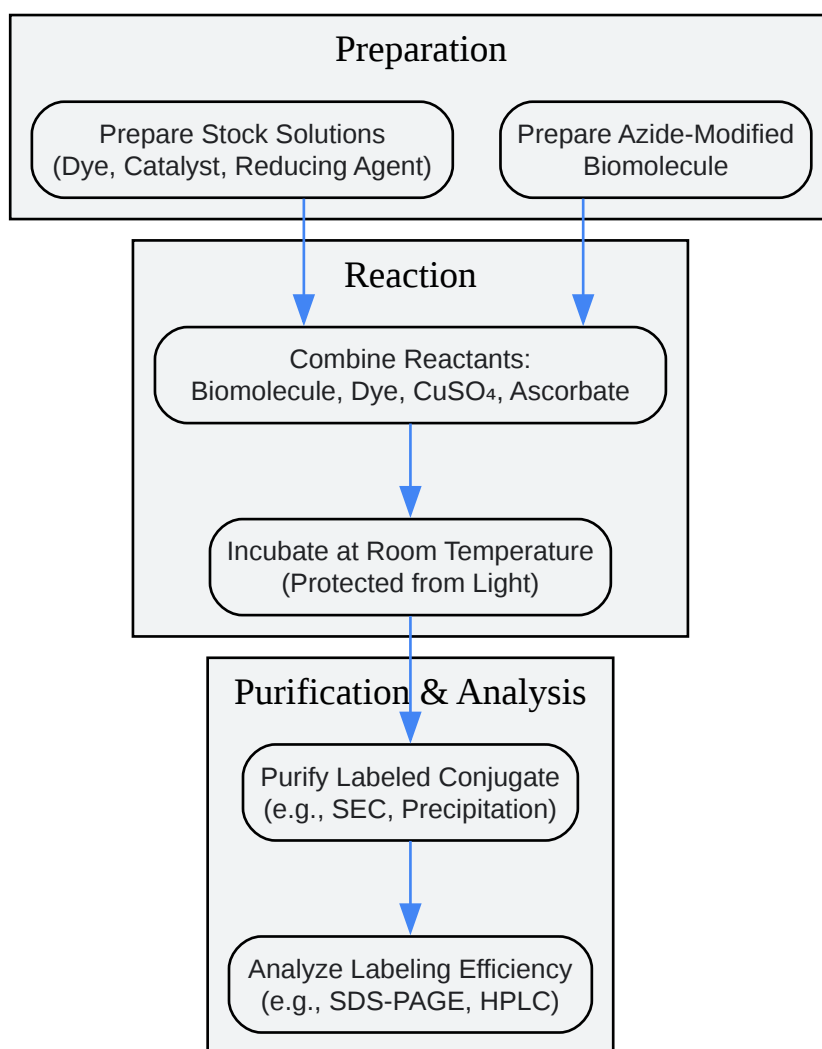 Preparation
Prepare Stock Solutions
(Dye, Catalyst, Reducing Agent)
Prepare Azide-Modified
Biomolecule
Reaction
Combine Reactants:
Biomolecule, Dye, CuSO₄, Ascorbate
Incubate at Room Temperature
(Protected from Light)
Purification & Analysis
Purify Labeled Conjugate
(e.g., SEC, Precipitation)
Analyze Labeling Efficiency
(e.g., SDS-PAGE, HPLC)